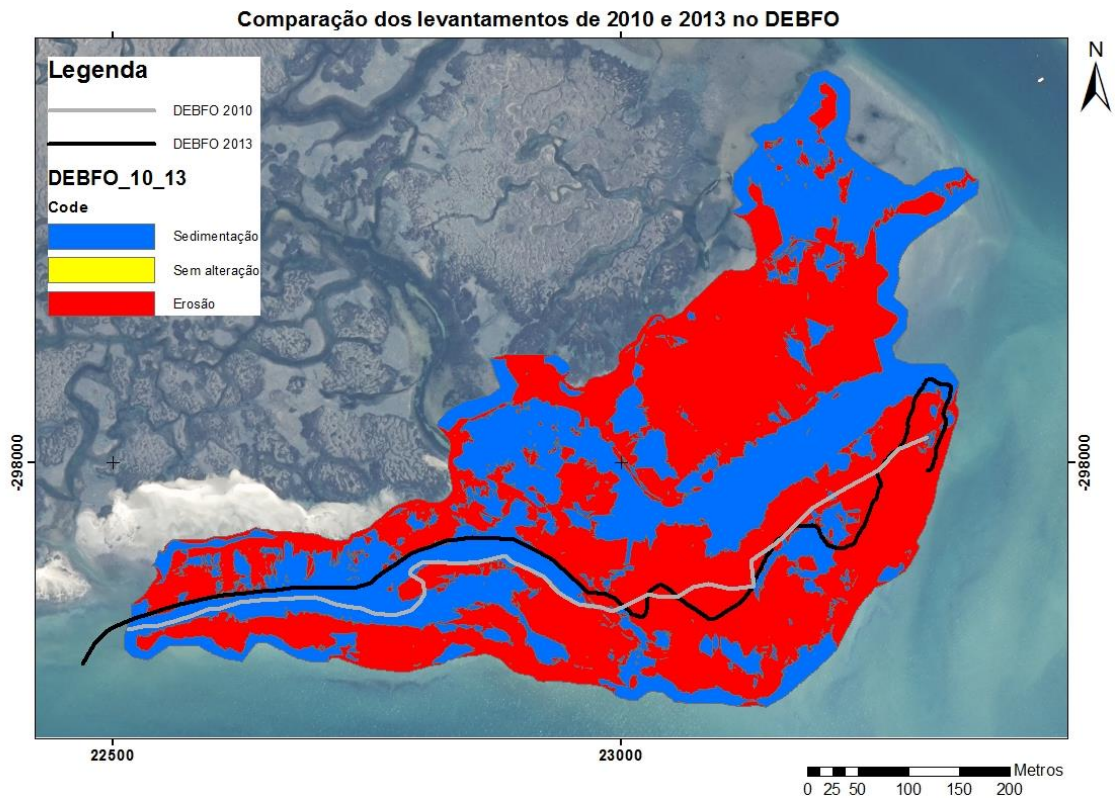 Comparação dos levantamentos de 2010 e 2013 no DEBFO
N
Legenda
DEBFO 2010
DEBFO 2013
DEBFO_10_13
Code
Sedimentação
Sem alteração
Erosão
-298000
-298000
22500
23000
Metros
0 25 50 100 150 200